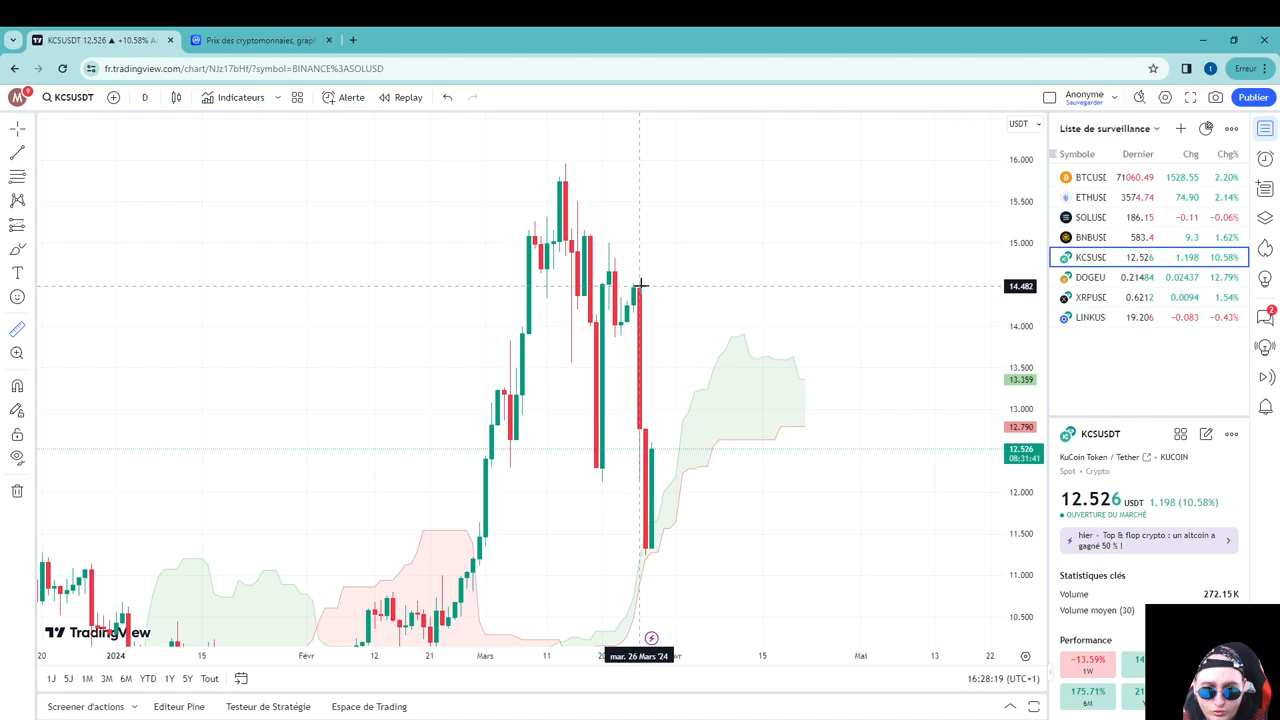 KCSUSDT 12.526 ▲ +10.58%
Prix des cryptomonnaies, graph
fr.tradingview.com/chart/NJz17bHf/?symbol=BINANCE%3ASOLUSD
Erreur
M
9
KCSUSDT
D
Indicateurs
Alerte
Replay
Anonyme
Sauvegarder
Publier
USDT
16.000
15.500
15.000
14.482
14.000
13.500
13.359
13.000
12.790
12.526
08:31:41
12.000
11.500
11.000
10.500
TradingView
20
2024
15
Févr
12
21
Mars
11
mar. 26 Mars '24
15
Mai
13
22
1J 5J 1M 3M 6M YTD 1Y 5Y Tout
16:28:19 (UTC+1)
Screener d'actions
Editeur Pine
Testeur de Stratégie
Espace de Trading
Liste de surveillance
Symbole Dernier Chg Chg%
BTCUSI 71060.49 1528.55 2.20%
ETHUSI 3574.74 74.90 2.14%
SOLUSI 186.15 −0.11 −0.06%
BNBUSI 583.4 9.3 1.62%
KCSUSI 12.526 1.198 10.58%
DOGEU 0.21484 0.02437 12.79%
XRPUSI 0.6212 0.0094 1.54%
LINKUS 19.206 −0.083 −0.43%
2
KCSUSDT
KuCoin Token / Tether • KUCOIN
Spot • Crypto
12.526 USDT 1.198 (10.58%)
OUVERTURE DU MARCHÉ
hier • Top & flop crypto : un altcoin a
gagné 50 % !
Statistiques clés
Volume 272.15K
Volume moyen (30)
Performance
−13.59%
1W
175.71%
6M